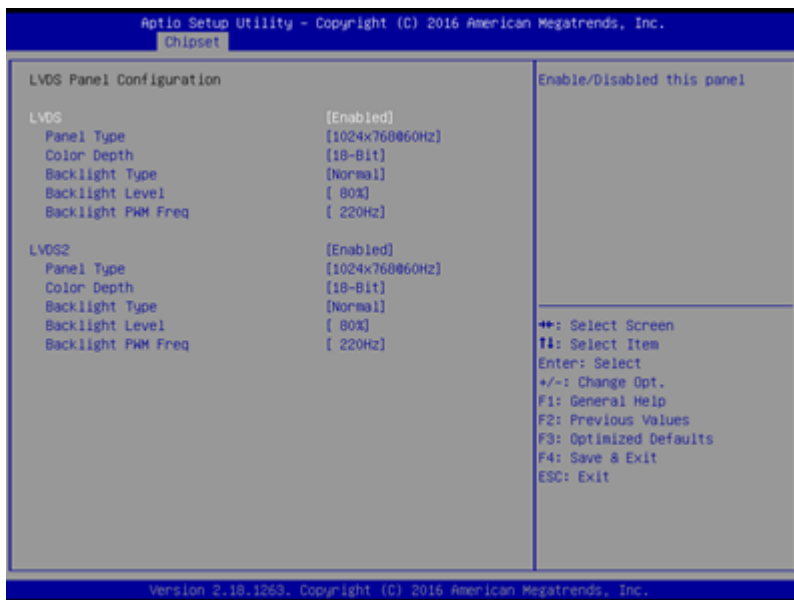 Aptio Setup Utility - Copyright (C) 2016 American Megatrends, Inc.
Chipset
LVDS Panel Configuration
LVDS [Enabled]
Panel Type [1024x768@60Hz]
Color Depth [18-Bit]
Backlight Type [Normal]
Backlight Level [ 80%]
Backlight PWM Freq [ 220Hz]
LVDS2 [Enabled]
Panel Type [1024x768@60Hz]
Color Depth [18-Bit]
Backlight Type [Normal]
Backlight Level [ 80%]
Backlight PWM Freq [ 220Hz]
Enable/Disabled this panel
→←: Select Screen
↑↓: Select Item
Enter: Select
+/-: Change Opt.
F1: General Help
F2: Previous Values
F3: Optimized Defaults
F4: Save & Exit
ESC: Exit
Version 2.18.1263. Copyright (C) 2016 American Megatrends, Inc.